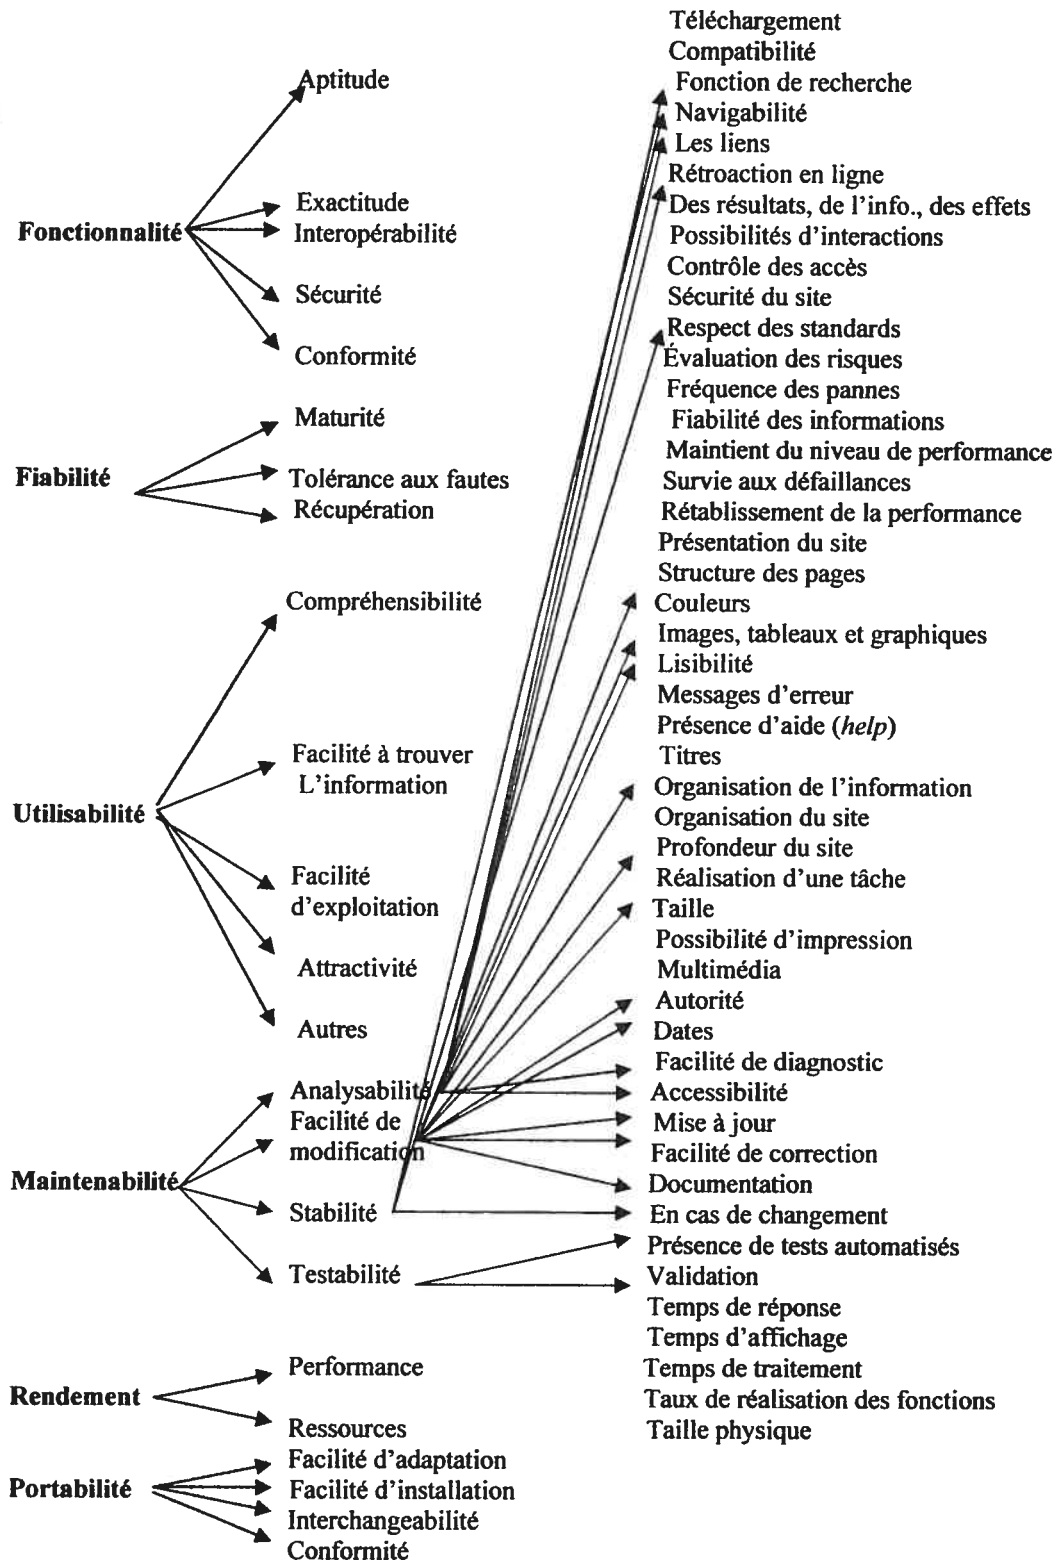 Fonctionnalité
Fiabilité
Utilisabilité
Maintenabilité
Rendement
Portabilité
Aptitude
Exactitude
Interopérabilité
Sécurité
Conformité
Maturité
Tolérance aux fautes
Récupération
Compréhensibilité
Facilité à trouver
L'information
Facilité
d'exploitation
Attractivité
Autres
Analysabilité
Facilité de
modification
Stabilité
Testabilité
Performance
Ressources
Facilité d'adaptation
Facilité d'installation
Interchangeabilité
Conformité
Téléchargement
Compatibilité
Fonction de recherche
Navigabilité
Les liens
Rétroaction en ligne
Des résultats, de l'info., des effets
Possibilités d'interactions
Contrôle des accès
Sécurité du site
Respect des standards
Évaluation des risques
Fréquence des pannes
Fiabilité des informations
Maintient du niveau de performance
Survie aux défaillances
Rétablissement de la performance
Présentation du site
Structure des pages
Couleurs
Images, tableaux et graphiques
Lisibilité
Messages d'erreur
Présence d'aide (help)
Titres
Organisation de l'information
Organisation du site
Profondeur du site
Réalisation d'une tâche
Taille
Possibilité d'impression
Multimédia
Autorité
Dates
Facilité de diagnostic
Accessibilité
Mise à jour
Facilité de correction
Documentation
En cas de changement
Présence de tests automatisés
Validation
Temps de réponse
Temps d'affichage
Temps de traitement
Taux de réalisation des fonctions
Taille physique